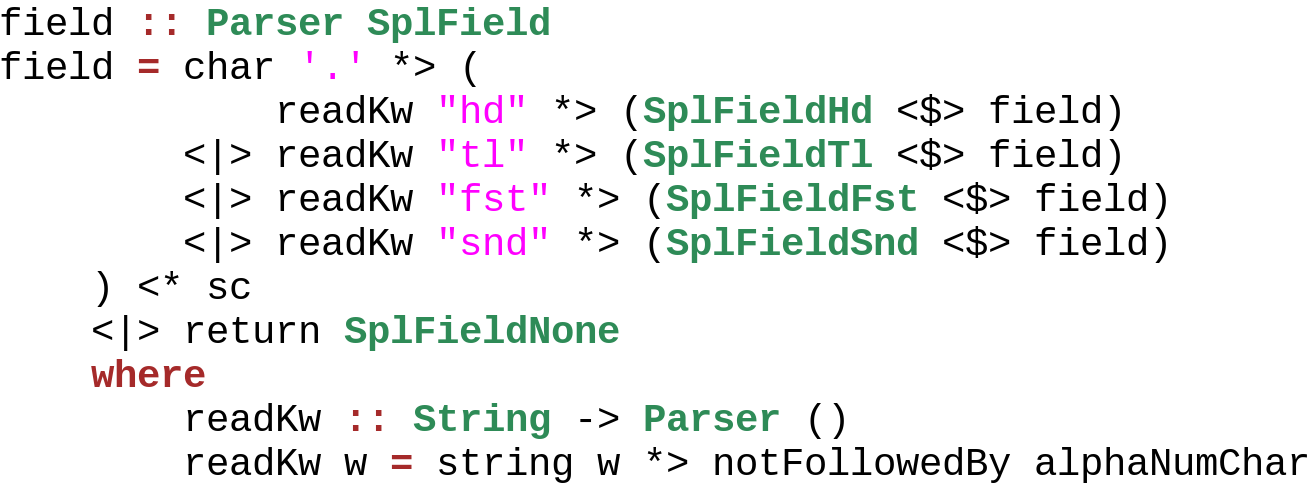 field :: Parser SplField
field = char '.' *> (
            readKw "hd" *> (SplFieldHd <$> field)
        <|> readKw "tl" *> (SplFieldTl <$> field)
        <|> readKw "fst" *> (SplFieldFst <$> field)
        <|> readKw "snd" *> (SplFieldSnd <$> field)
    ) <* sc
    <|> return SplFieldNone
    where
        readKw :: String -> Parser ()
        readKw w = string w *> notFollowedBy alphaNumChar